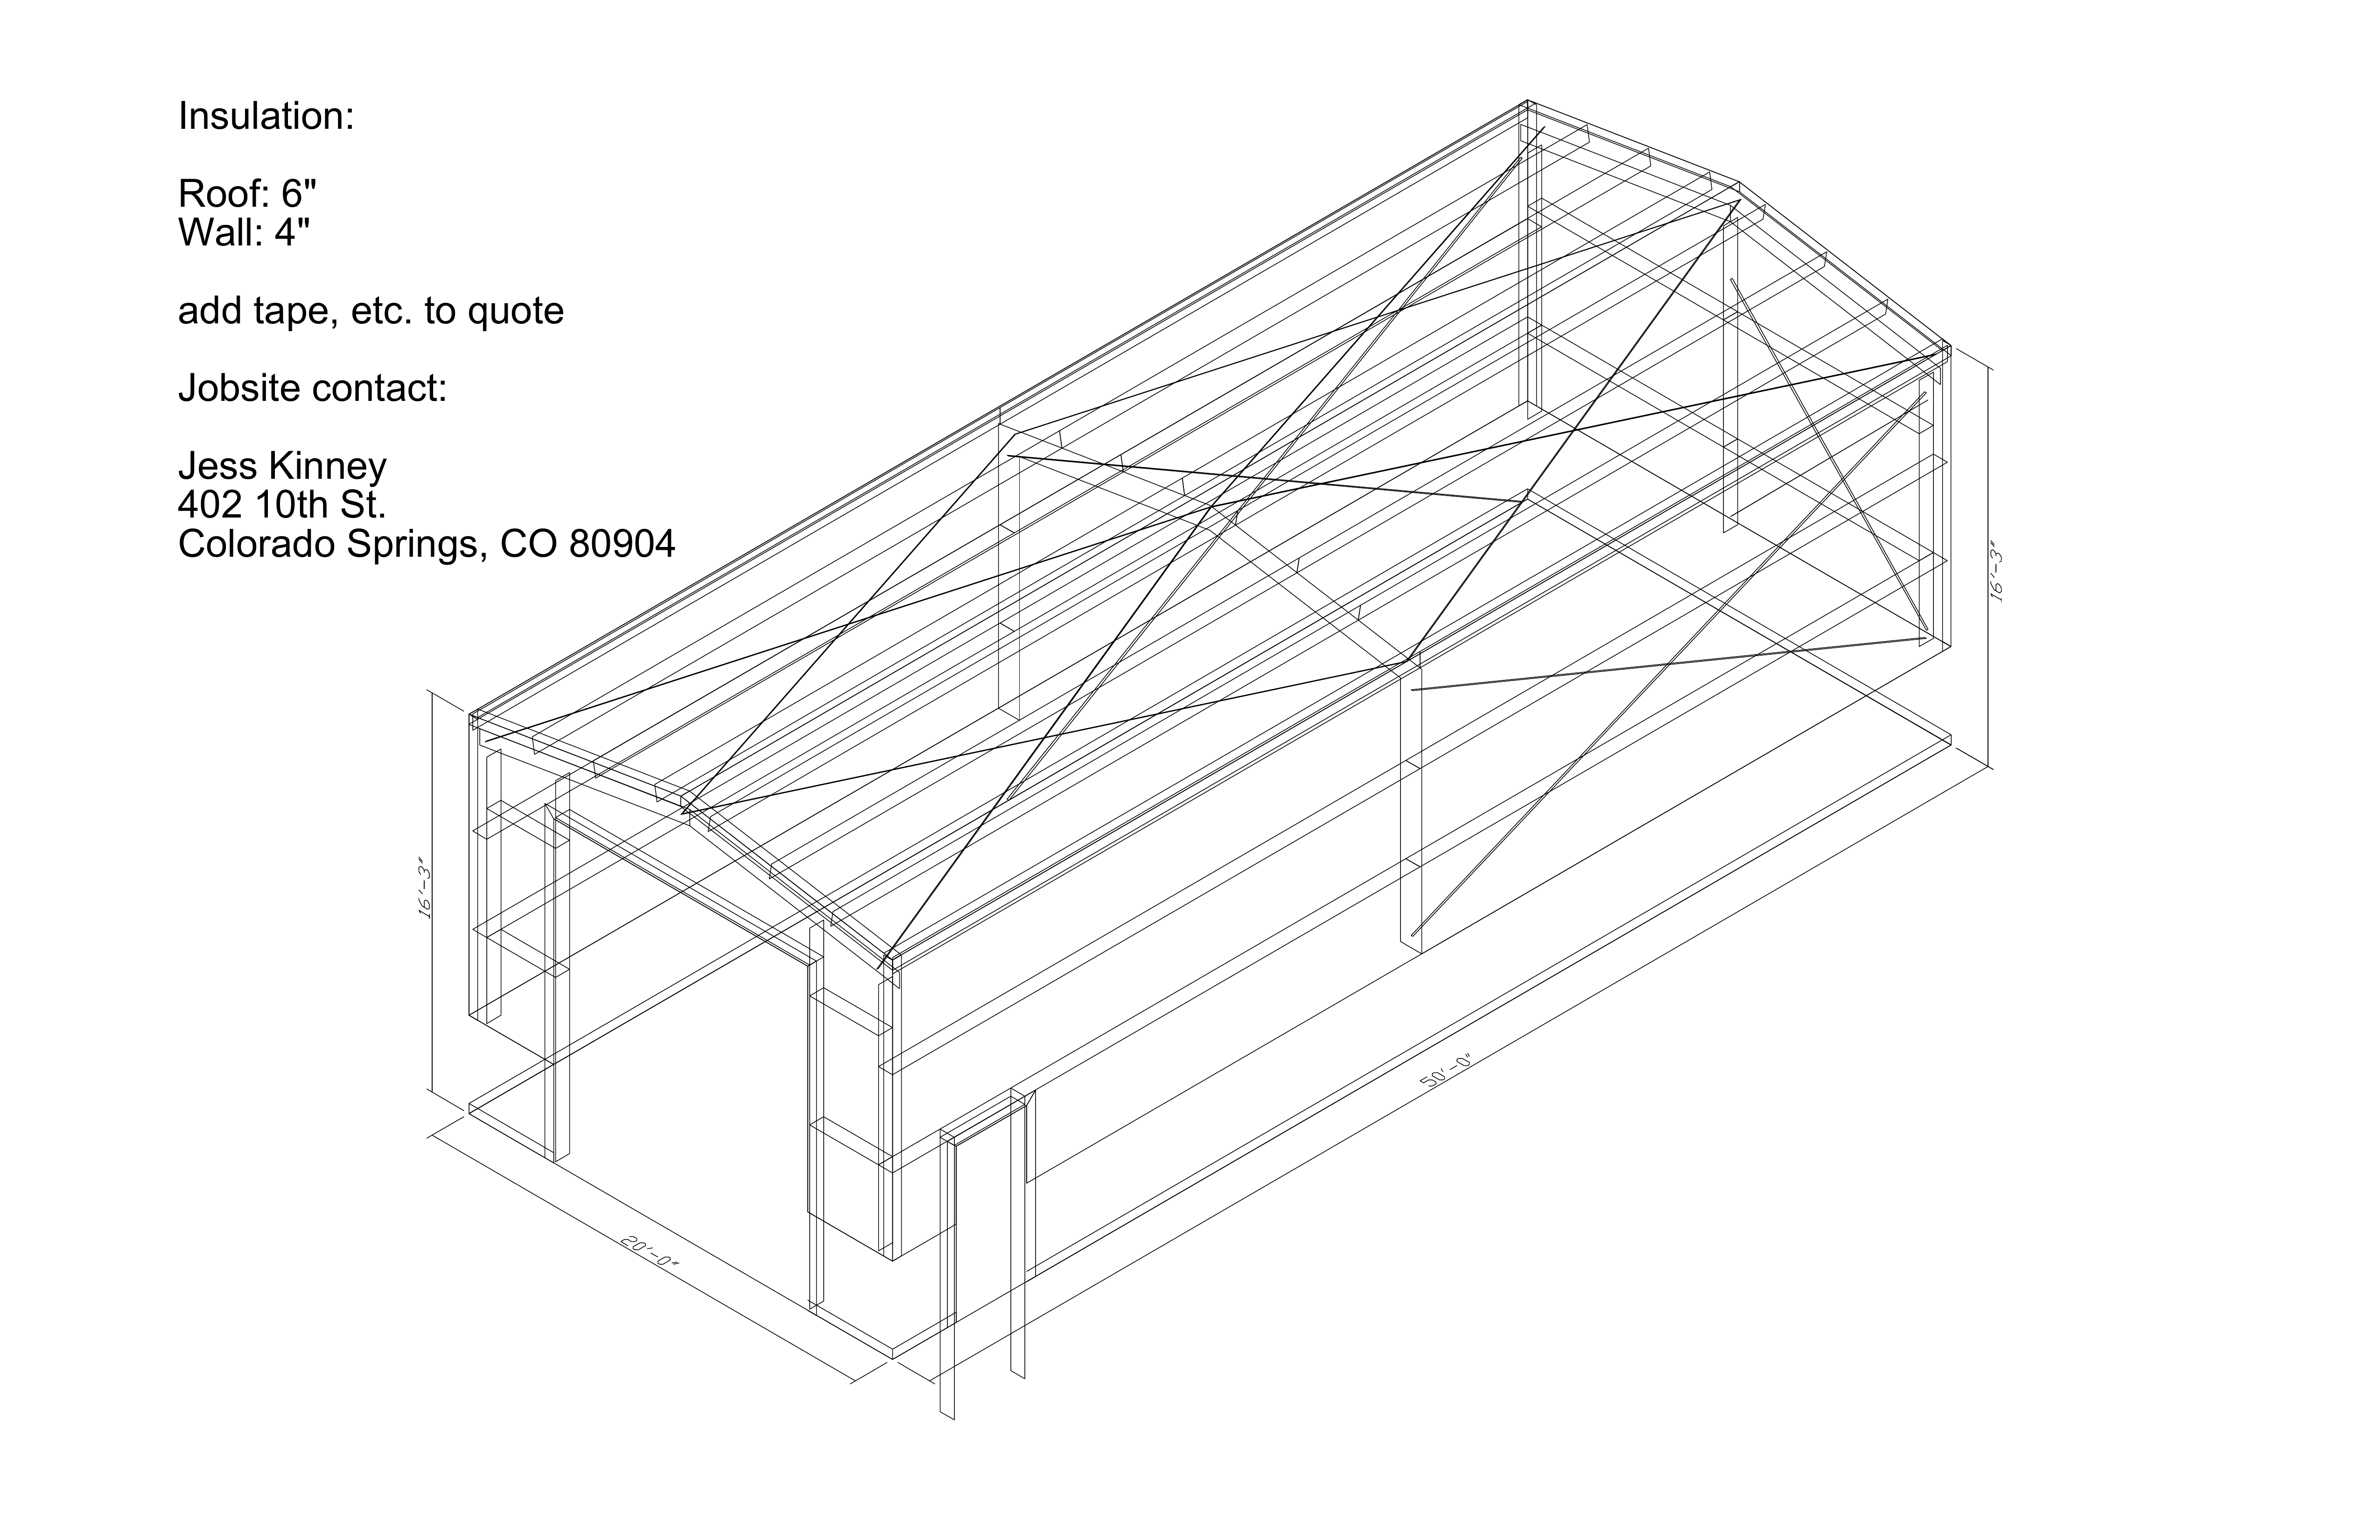 Insulation:
Roof: 6"
Wall: 4"
add tape, etc. to quote
Jobsite contact:
Jess Kinney
402 10th St.
Colorado Springs, CO 80904
16'-3"
16'-3"
50'-0"
20'-0"